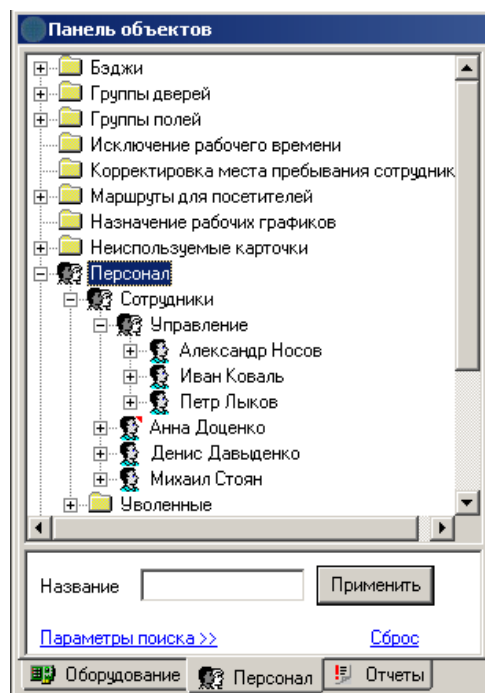 Панель объектов
Бэджи
Группы дверей
Группы полей
Исключение рабочего времени
Корректировка места пребывания сотрудник
Маршруты для посетителей
Назначение рабочих графиков
Неиспользуемые карточки
Персонал
Сотрудники
Управление
Александр Носов
Иван Коваль
Петр Лыков
Анна Доценко
Денис Давыденко
Михаил Стоян
Уволенные
Название Применить
Параметры поиска >> Сброс
Оборудование Персонал Отчеты